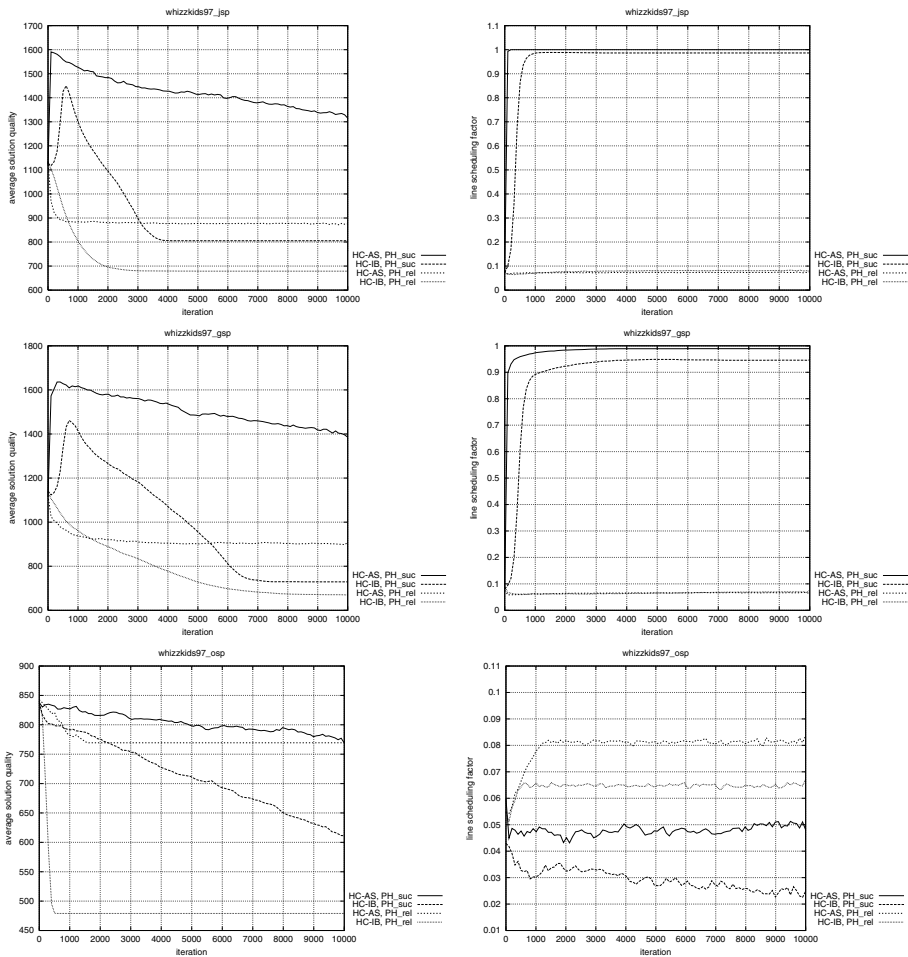 whizzkids97_jsp
1700
1600
1500
1400
1300
1200
1100
1000
900
800
700
600
0 1000 2000 3000 4000 5000 6000 7000 8000 9000 10000
average solution quality
iteration
HC-AS, PH_suc
HC-IB, PH_suc
HC-AS, PH_rel
HC-IB, PH_rel
whizzkids97_jsp
1.1
1
0.9
0.8
0.7
0.6
0.5
0.4
0.3
0.2
0.1
0
0 1000 2000 3000 4000 5000 6000 7000 8000 9000 10000
line scheduling factor
iteration
HC-AS, PH_suc
HC-IB, PH_suc
HC-AS, PH_rel
HC-IB, PH_rel
whizzkids97_gsp
1800
1600
1400
1200
1000
800
600
0 1000 2000 3000 4000 5000 6000 7000 8000 9000 10000
average solution quality
iteration
HC-AS, PH_suc
HC-IB, PH_suc
HC-AS, PH_rel
HC-IB, PH_rel
whizzkids97_gsp
1
0.9
0.8
0.7
0.6
0.5
0.4
0.3
0.2
0.1
0
0 1000 2000 3000 4000 5000 6000 7000 8000 9000 10000
line scheduling factor
iteration
HC-AS, PH_suc
HC-IB, PH_suc
HC-AS, PH_rel
HC-IB, PH_rel
whizzkids97_osp
900
850
800
750
700
650
600
550
500
450
0 1000 2000 3000 4000 5000 6000 7000 8000 9000 10000
average solution quality
iteration
HC-AS, PH_suc
HC-IB, PH_suc
HC-AS, PH_rel
HC-IB, PH_rel
whizzkids97_osp
0.11
0.1
0.09
0.08
0.07
0.06
0.05
0.04
0.03
0.02
0.01
0 1000 2000 3000 4000 5000 6000 7000 8000 9000 10000
line scheduling factor
iteration
HC-AS, PH_suc
HC-IB, PH_suc
HC-AS, PH_rel
HC-IB, PH_rel